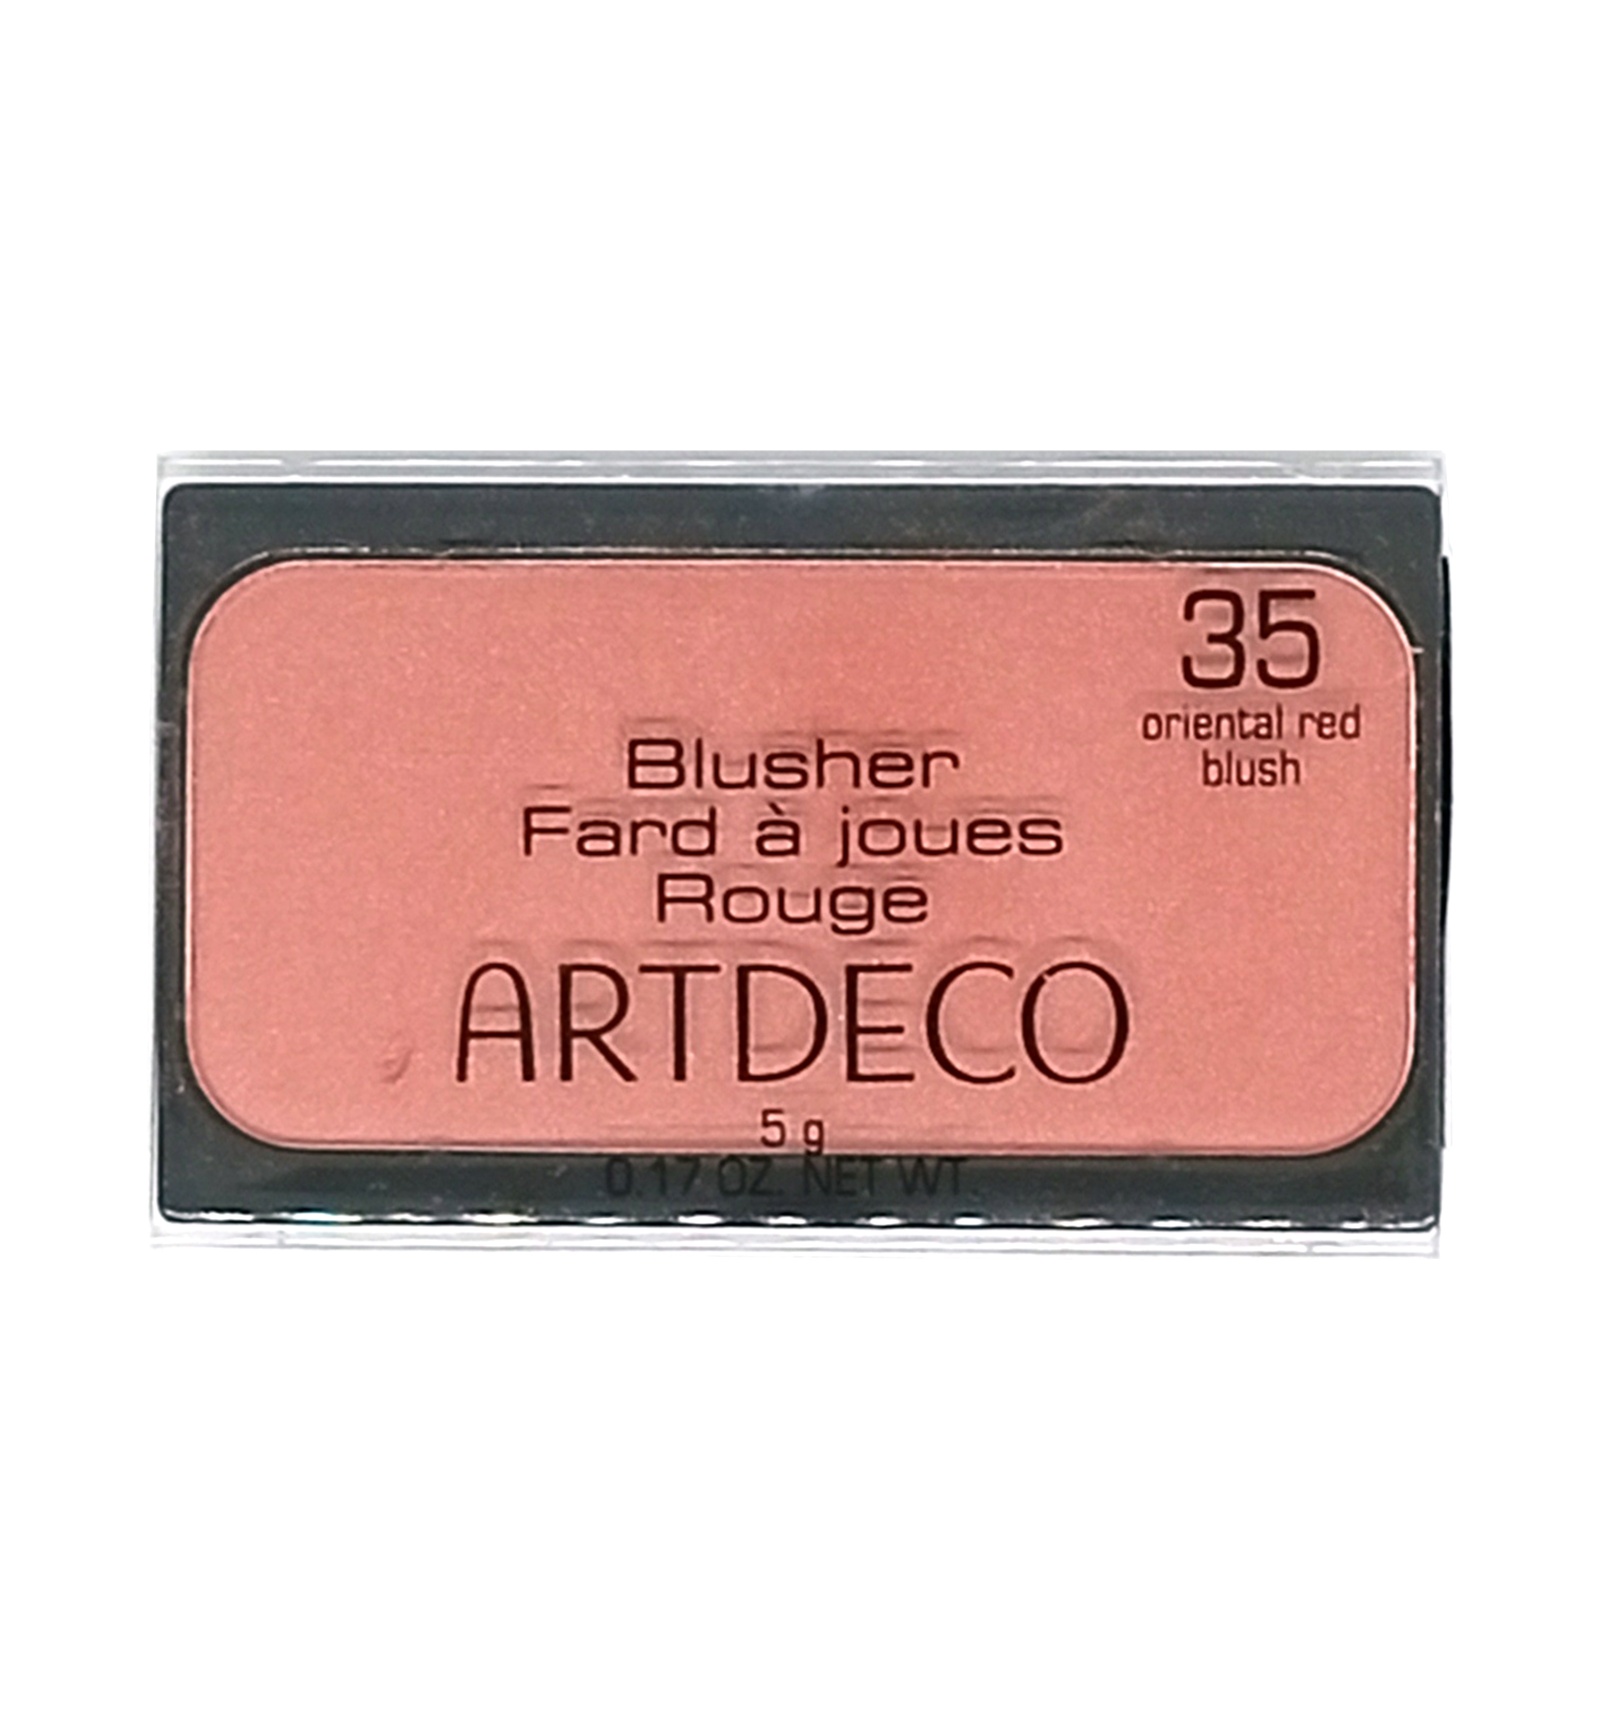 35
oriental red
blush
Blusher
Fard à joues
Rouge
ARTDECO
5 g
0.17 OZ. NET WT.